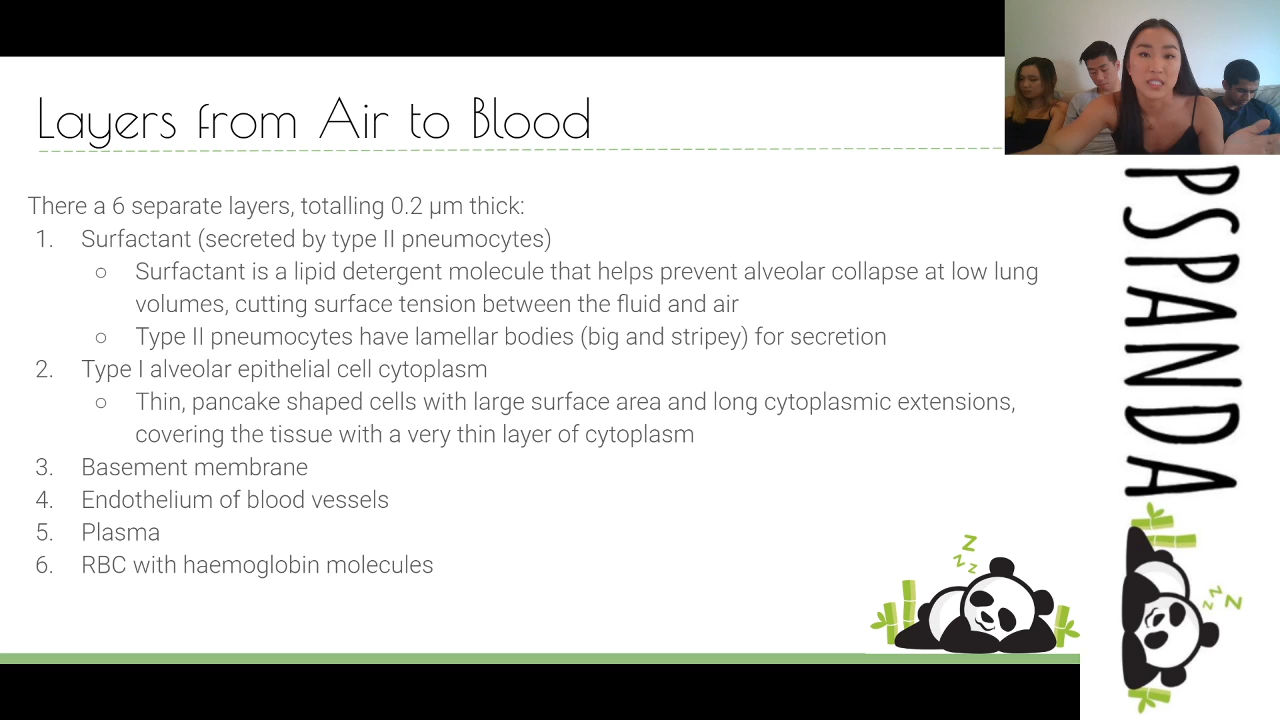 Layers from Air to Blood
There a 6 separate layers, totalling 0.2 µm thick:
1. Surfactant (secreted by type II pneumocytes)
○ Surfactant is a lipid detergent molecule that helps prevent alveolar collapse at low lung
volumes, cutting surface tension between the fluid and air
○ Type II pneumocytes have lamellar bodies (big and stripey) for secretion
2. Type I alveolar epithelial cell cytoplasm
○ Thin, pancake shaped cells with large surface area and long cytoplasmic extensions,
covering the tissue with a very thin layer of cytoplasm
3. Basement membrane
4. Endothelium of blood vessels
5. Plasma
6. RBC with haemoglobin molecules
z z z
PSPANDA
z z z